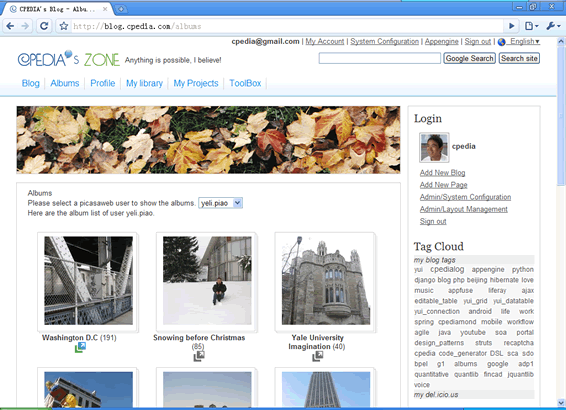 CPEDIA's Blog - Albu...
http://blog.cpedia.com/albums
cpedia@gmail.com | My Account | System Configuration | Appengine | Sign out | English▼
CPEDIA's ZONE Anything is possible, I believe!
Google Search Search site
Blog Albums Profile My library My Projects ToolBox
Albums
Please select a picasaweb user to show the albums. yeli.piao
Here are the album list of user yeli.piao.
Washington D.C (191)
Snowing before Christmas
(85)
Yale University
Imagination (40)
Login
cpedia
Add New Blog
Add New Page
Admin/System Configuration
Admin/Layout Management
Sign out
Tag Cloud
my blog tags
yui cpedialog appengine python
django blog php beijing hibernate love
music appfuse liferay ajax
editable_table yui_grid yui_datatable
yui_connection android life work
spring cpediamond mobile workflow
agile java youtube soa portal
design_patterns struts recaptcha
cpedia code_generator DSL sca sdo
bpel g1 albums google adp1
quantitative quantlib fincad jquantlib
voice
my del.icio.us